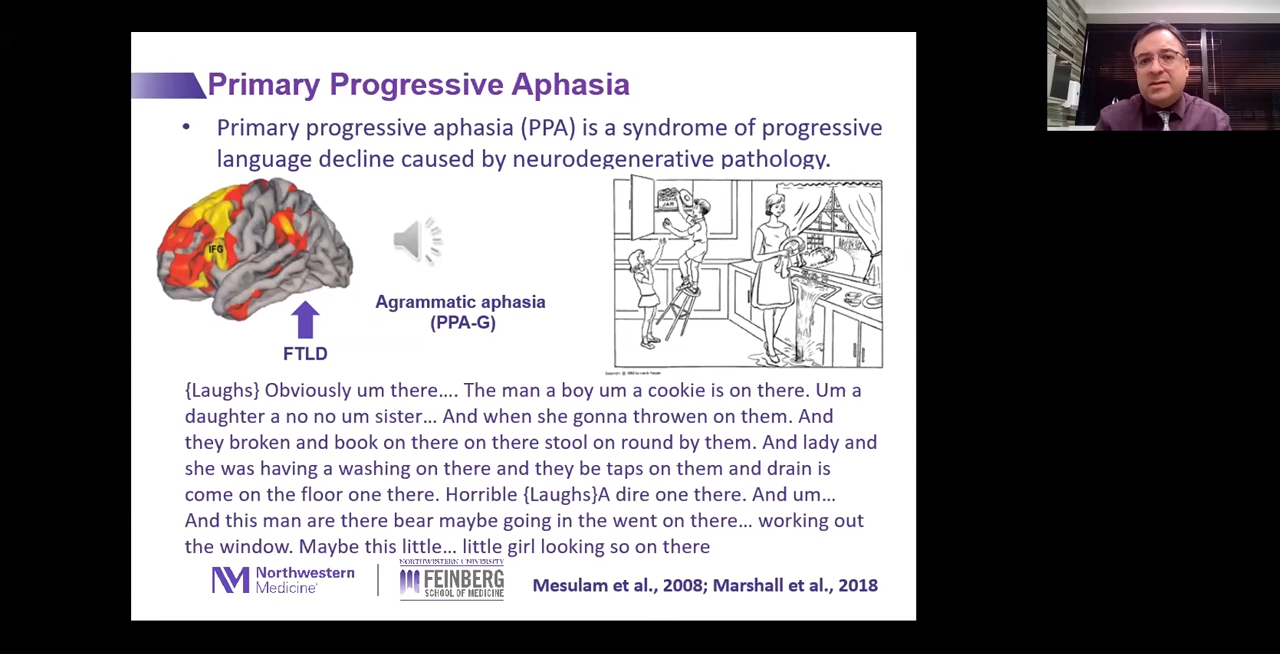 Primary Progressive Aphasia
• Primary progressive aphasia (PPA) is a syndrome of progressive
language decline caused by neurodegenerative pathology.
IFG
COOKIE
JAR
Agrammatic aphasia
(PPA-G)
FTLD
{Laughs} Obviously um there…. The man a boy um a cookie is on there. Um a
daughter a no no um sister… And when she gonna throwen on them. And
they broken and book on there on there stool on round by them. And lady and
she was having a washing on there and they be taps on them and drain is
come on the floor one there. Horrible {Laughs}A dire one there. And um…
And this man are there bear maybe going in the went on there… working out
the window. Maybe this little… little girl looking so on there
Northwestern
Medicine
NORTHWESTERN UNIVERSITY
FEINBERG
SCHOOL OF MEDICINE
Mesulam et al., 2008; Marshall et al., 2018